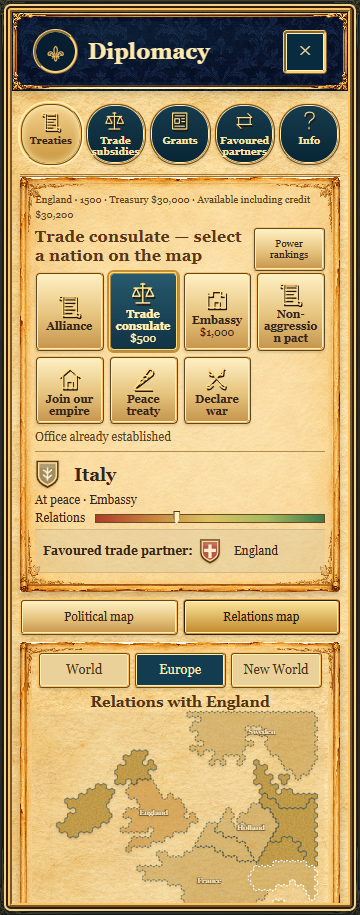 Diplomacy
×
Treaties
Trade
subsidies
Grants
Favoured
partners
Info
England · 1500 · Treasury $30,000 · Available including credit
$30,200
Trade consulate — select
a nation on the map
Power
rankings
Alliance
Trade
consulate
$500
Embassy
$1,000
Non-
aggressio
n pact
Join our
empire
Peace
treaty
Declare
war
Office already established
Italy
At peace · Embassy
Relations
Favoured trade partner:
England
Political map
Relations map
World
Europe
New World
Relations with England
Sweden
England
Holland
France